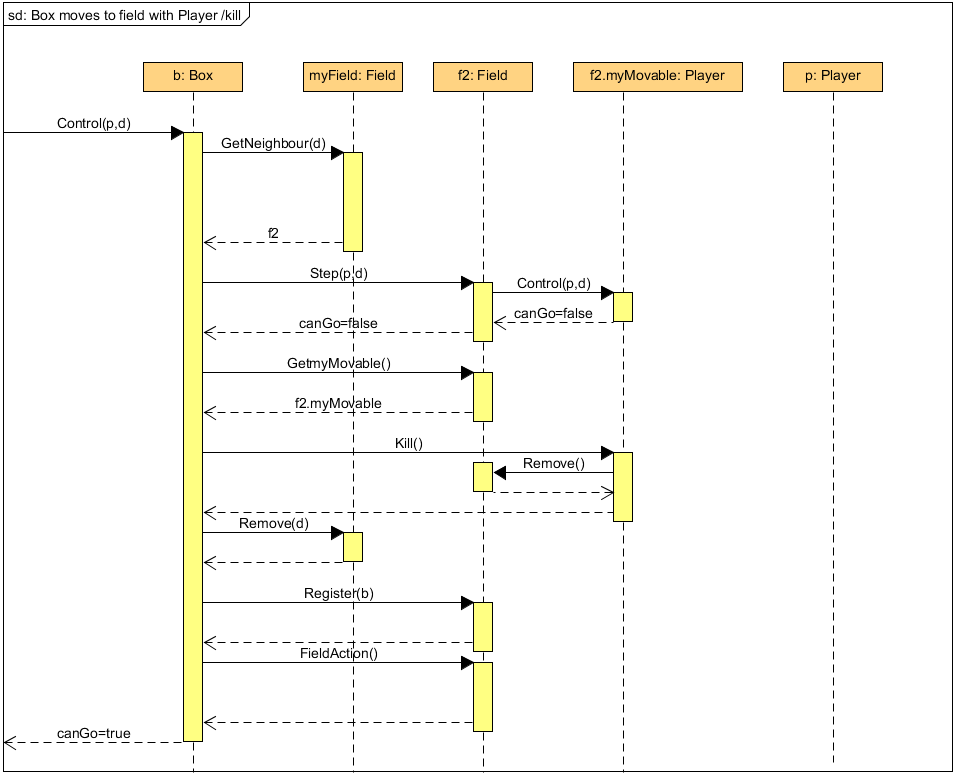 sd: Box moves to field with Player /kill
b: Box
myField: Field
f2: Field
f2.myMovable: Player
p: Player
Control(p,d)
GetNeighbour(d)
f2
Step(p,d)
Control(p,d)
canGo=false
canGo=false
GetmyMovable()
f2.myMovable
Kill()
Remove()
Remove(d)
Register(b)
FieldAction()
canGo=true